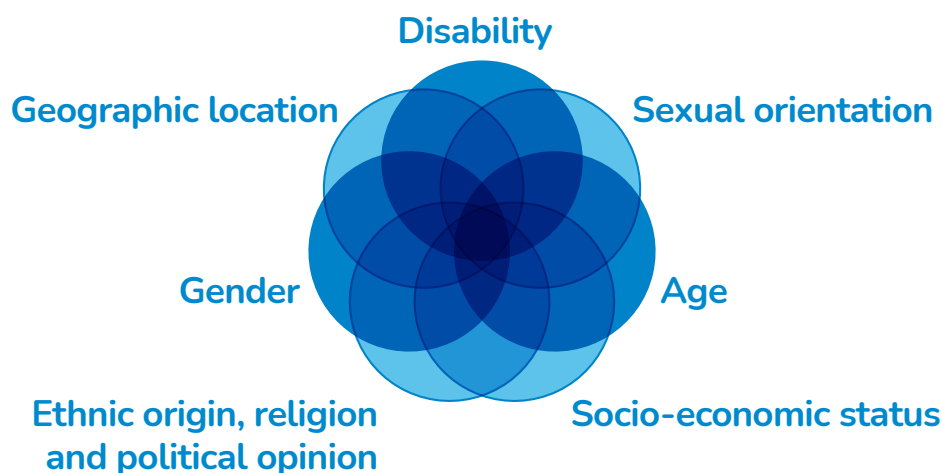 Disability
Geographic location
Sexual orientation
Gender
Age
Ethnic origin, religion
and political opinion
Socio-economic status